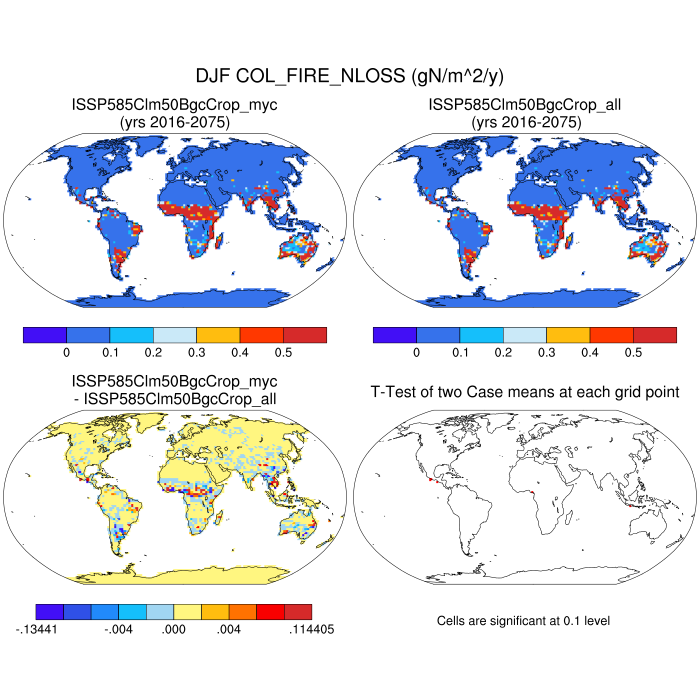 DJF COL_FIRE_NLOSS (gN/m^2/y)
ISSP585Clm50BgcCrop_myc
(yrs 2016-2075)
ISSP585Clm50BgcCrop_all
(yrs 2016-2075)
0 0.1 0.2 0.3 0.4 0.5
0 0.1 0.2 0.3 0.4 0.5
ISSP585Clm50BgcCrop_myc
- ISSP585Clm50BgcCrop_all
T-Test of two Case means at each grid point
-.13441 -.004 .000 .004 .114405
Cells are significant at 0.1 level